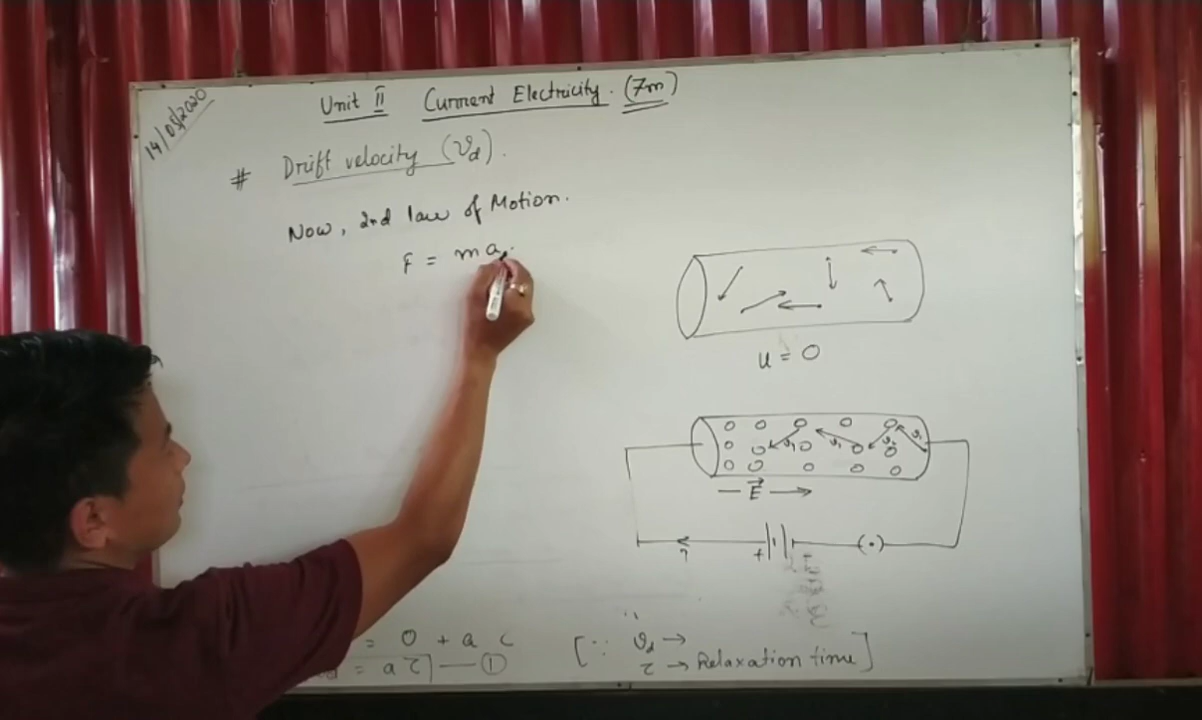 14/05/2020
Unit II Current Electricity. (7m)
# Drift velocity (vd).
Now, 2nd law of Motion.
F = ma
u = 0
E →
+
= 0 + a
= aτ —①
[∵ vd →
τ → Relaxation time]